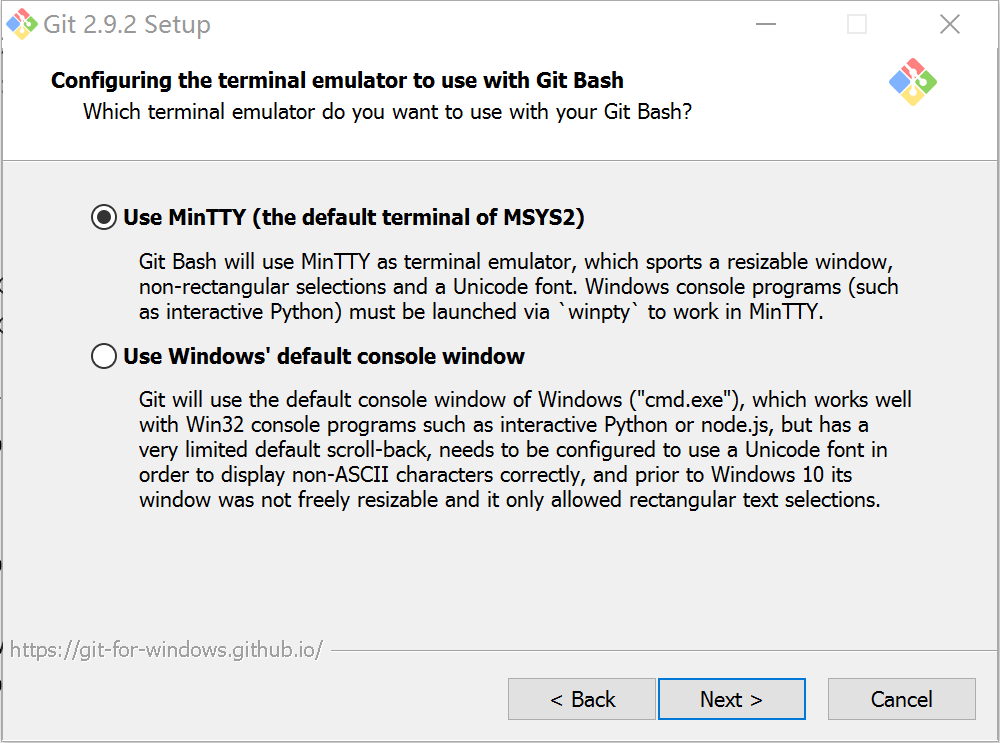 Git 2.9.2 Setup
Configuring the terminal emulator to use with Git Bash
Which terminal emulator do you want to use with your Git Bash?
Use MinTTY (the default terminal of MSYS2)
Git Bash will use MinTTY as terminal emulator, which sports a resizable window,
non-rectangular selections and a Unicode font. Windows console programs (such
as interactive Python) must be launched via `winpty` to work in MinTTY.
Use Windows' default console window
Git will use the default console window of Windows ("cmd.exe"), which works well
with Win32 console programs such as interactive Python or node.js, but has a
very limited default scroll-back, needs to be configured to use a Unicode font in
order to display non-ASCII characters correctly, and prior to Windows 10 its
window was not freely resizable and it only allowed rectangular text selections.
https://git-for-windows.github.io/
< Back
Next >
Cancel